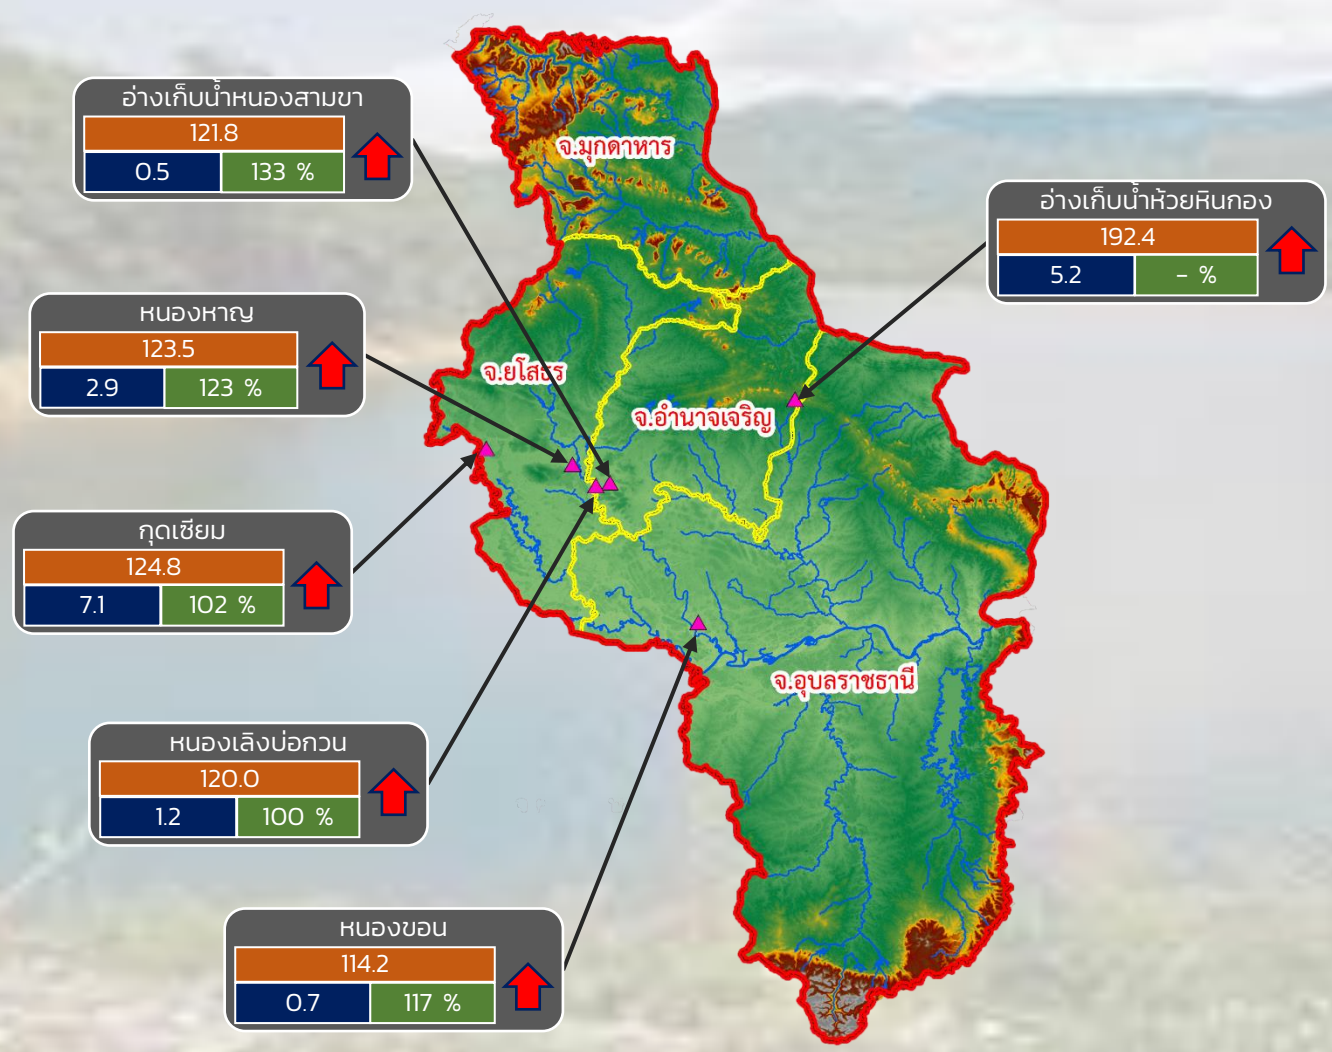 อ่างเก็บน้ำหนองสามขา
121.8
0.5 133 %
จ.มุกดาหาร
อ่างเก็บน้ำห้วยหินกอง
192.4
5.2 - %
หนองหาญ
123.5
2.9 123 %
จ.ยโสธร
จ.อำนาจเจริญ
กุดเซียม
124.8
7.1 102 %
จ.อุบลราชธานี
หนองเลิงบ่อกวน
120.0
1.2 100 %
หนองขอน
114.2
0.7 117 %